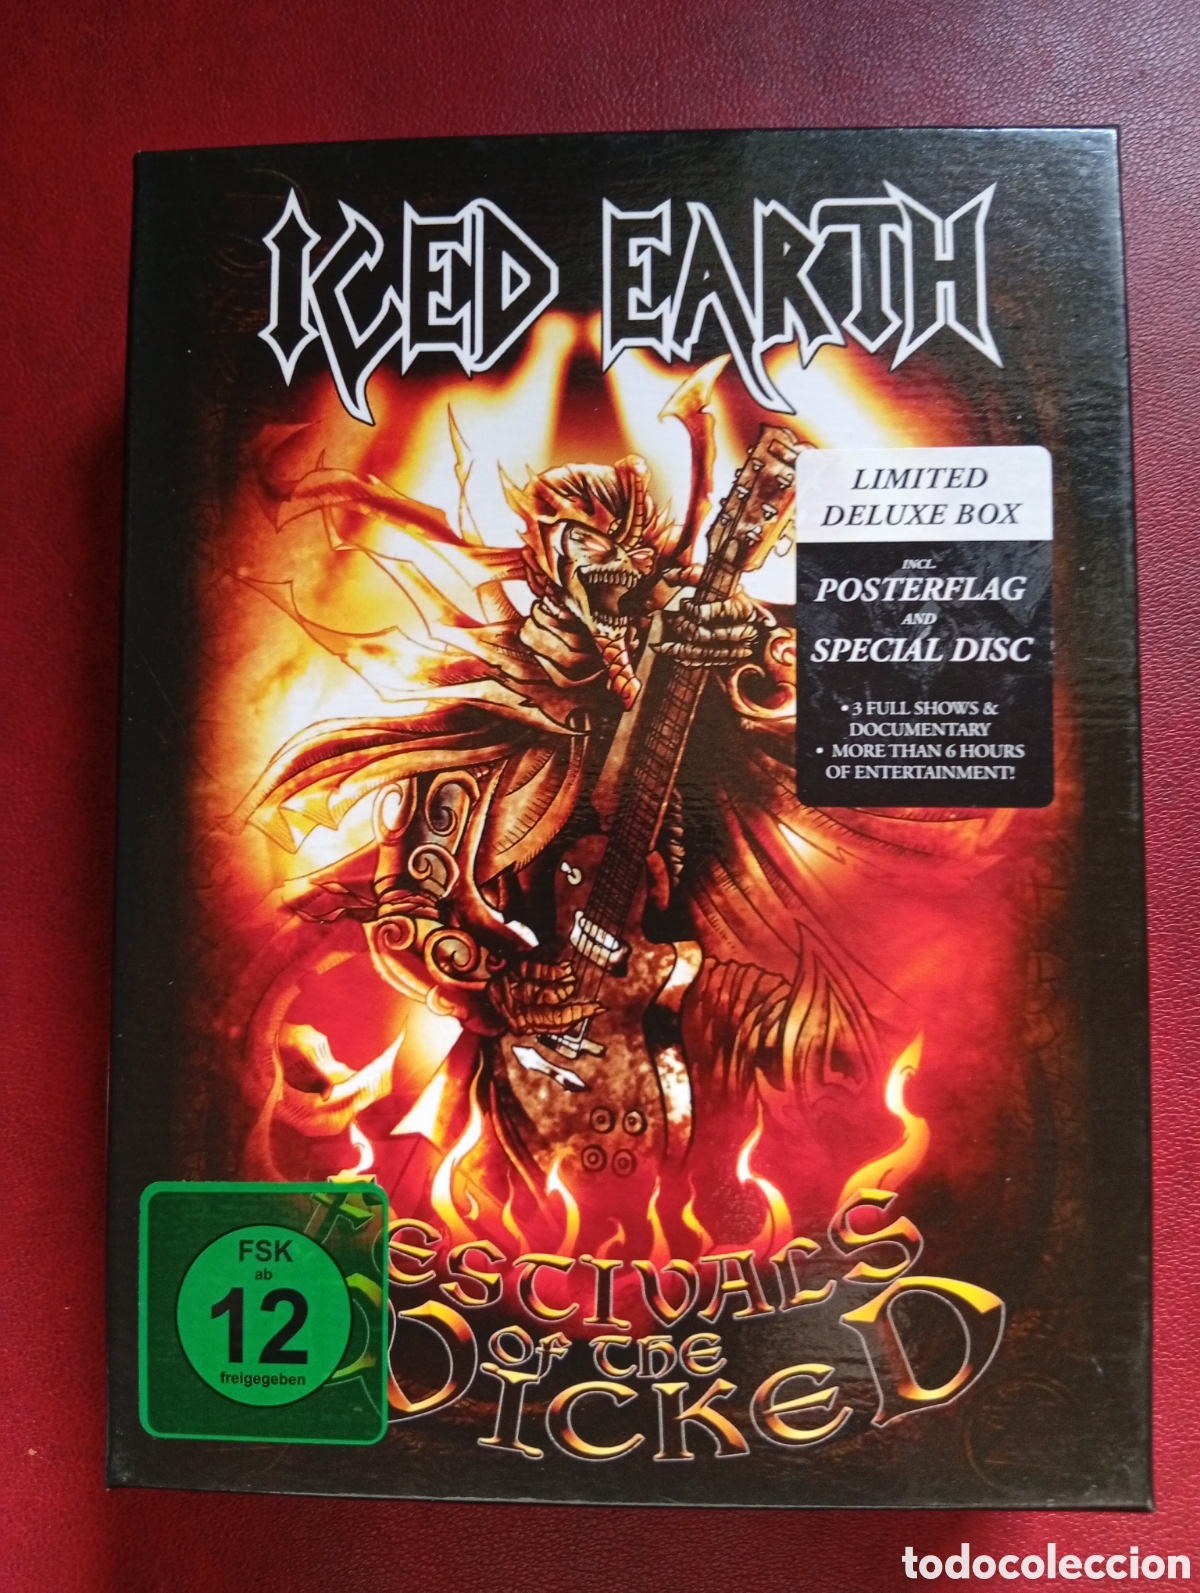 ICED EARTH
LIMITED
DELUXE BOX
INCL.
POSTERFLAG
AND
SPECIAL DISC
• 3 FULL SHOWS &
DOCUMENTARY
• MORE THAN 6 HOURS
OF ENTERTAINMENT!
FESTIVALS
OF THE
WICKED
FSK
ab
12
freigegeben
todocoleccion